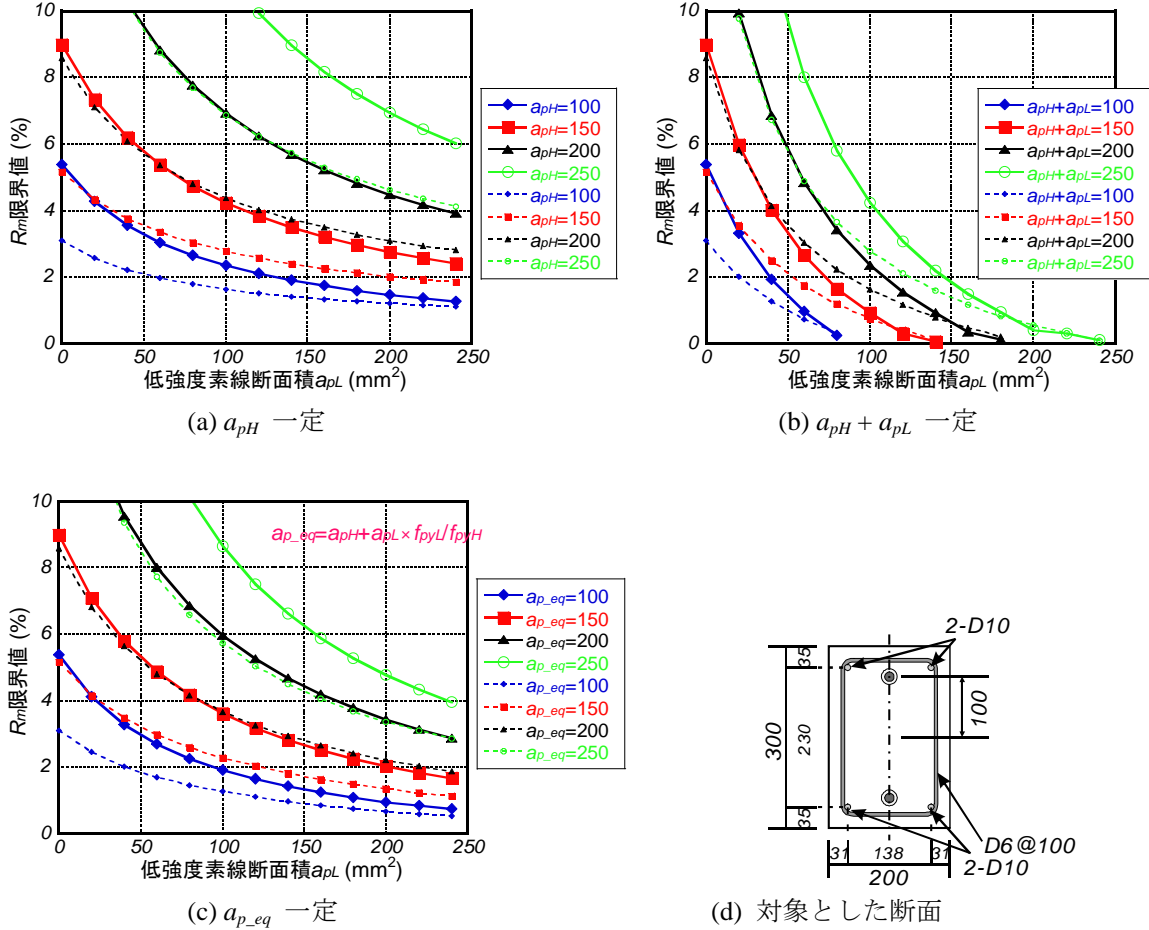 10
8
6
4
2
0
Rm限界値 (%)
0 50 100 150 200 250
低強度素線断面積apL (mm2)
apH=100
apH=150
apH=200
apH=250
apH=100
apH=150
apH=200
apH=250
(a) apH 一定
10
8
6
4
2
0
Rm限界値 (%)
0 50 100 150 200 250
低強度素線断面積apL (mm2)
apH+apL=100
apH+apL=150
apH+apL=200
apH+apL=250
apH+apL=100
apH+apL=150
apH+apL=200
apH+apL=250
(b) apH + apL 一定
10
8
6
4
2
0
Rm限界値 (%)
0 50 100 150 200 250
低強度素線断面積apL (mm2)
ap_eq=apH+apL×fpyL/fpyH
ap_eq=100
ap_eq=150
ap_eq=200
ap_eq=250
ap_eq=100
ap_eq=150
ap_eq=200
ap_eq=250
(c) ap_eq 一定
2-D10
35
300
230
100
35
D6@100
31 138 31
2-D10
200
(d) 対象とした断面